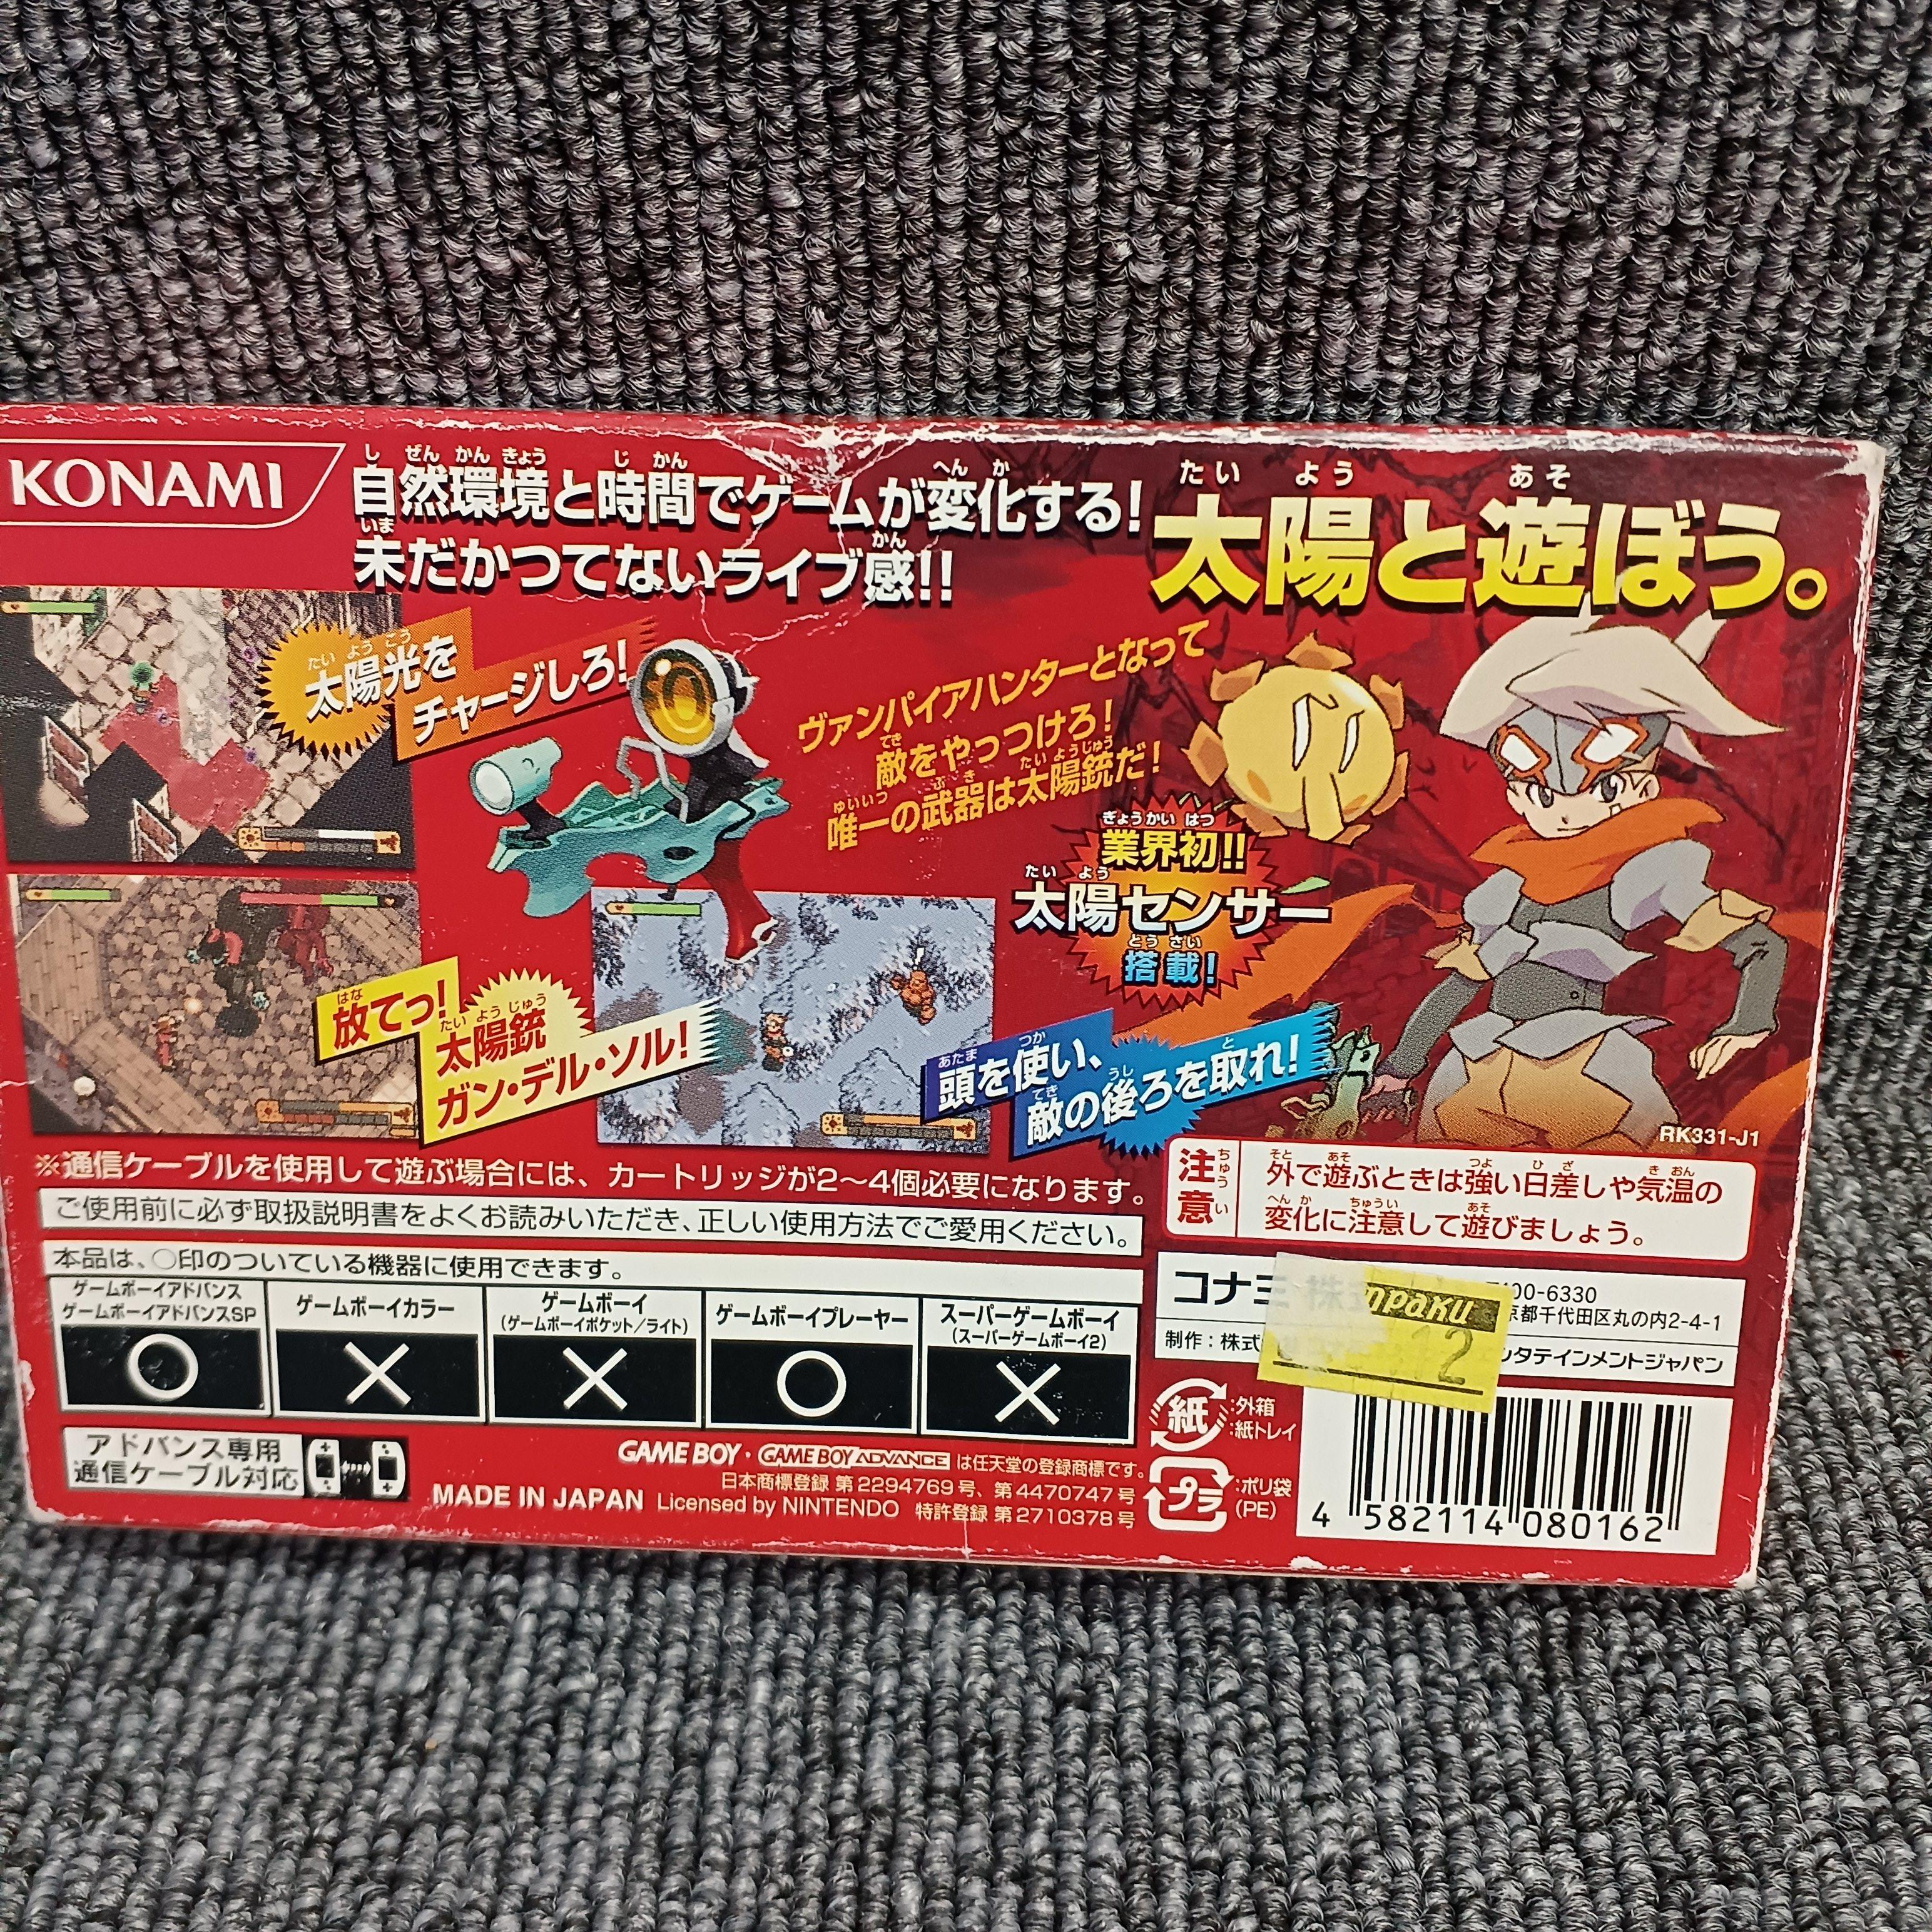 KONAMI
自然環境と時間でゲームが変化する!
未だかつてないライブ感!!
太陽と遊ぼう。
太陽光を
チャージしろ!
ヴァンパイアハンターとなって
敵をやっつけろ!
唯一の武器は太陽銃だ!
業界初!!
太陽センサー
搭載!
放てっ!
太陽銃
ガン・デル・ソル!
頭を使い、
敵の後ろを取れ!
RK331-J1
※通信ケーブルを使用して遊ぶ場合には、カートリッジが2〜4個必要になります。
ご使用前に必ず取扱説明書をよくお読みいただき、正しい使用方法でご愛用ください。
注意
外で遊ぶときは強い日差しや気温の
変化に注意して遊びましょう。
本品は、○印のついている機器に使用できます。
ゲームボーイアドバンス
ゲームボーイアドバンスSP
○
ゲームボーイカラー
×
ゲームボーイ
(ゲームボーイポケット/ライト)
×
ゲームボーイプレーヤー
○
スーパーゲームボーイ
(スーパーゲームボーイ2)
×
コナミ 株式
100-6330
京都千代田区丸の内2-4-1
制作:株式
ンタテインメントジャパン
npaku
12
アドバンス専用
通信ケーブル対応
GAME BOY・GAME BOY ADVANCE は任天堂の登録商標です。
日本商標登録 第2294769号、第4470747号
MADE IN JAPAN Licensed by NINTENDO 特許登録 第2710378号
紙
:外箱
:紙トレイ
プラ
:ポリ袋
(PE)
4 582114 080162